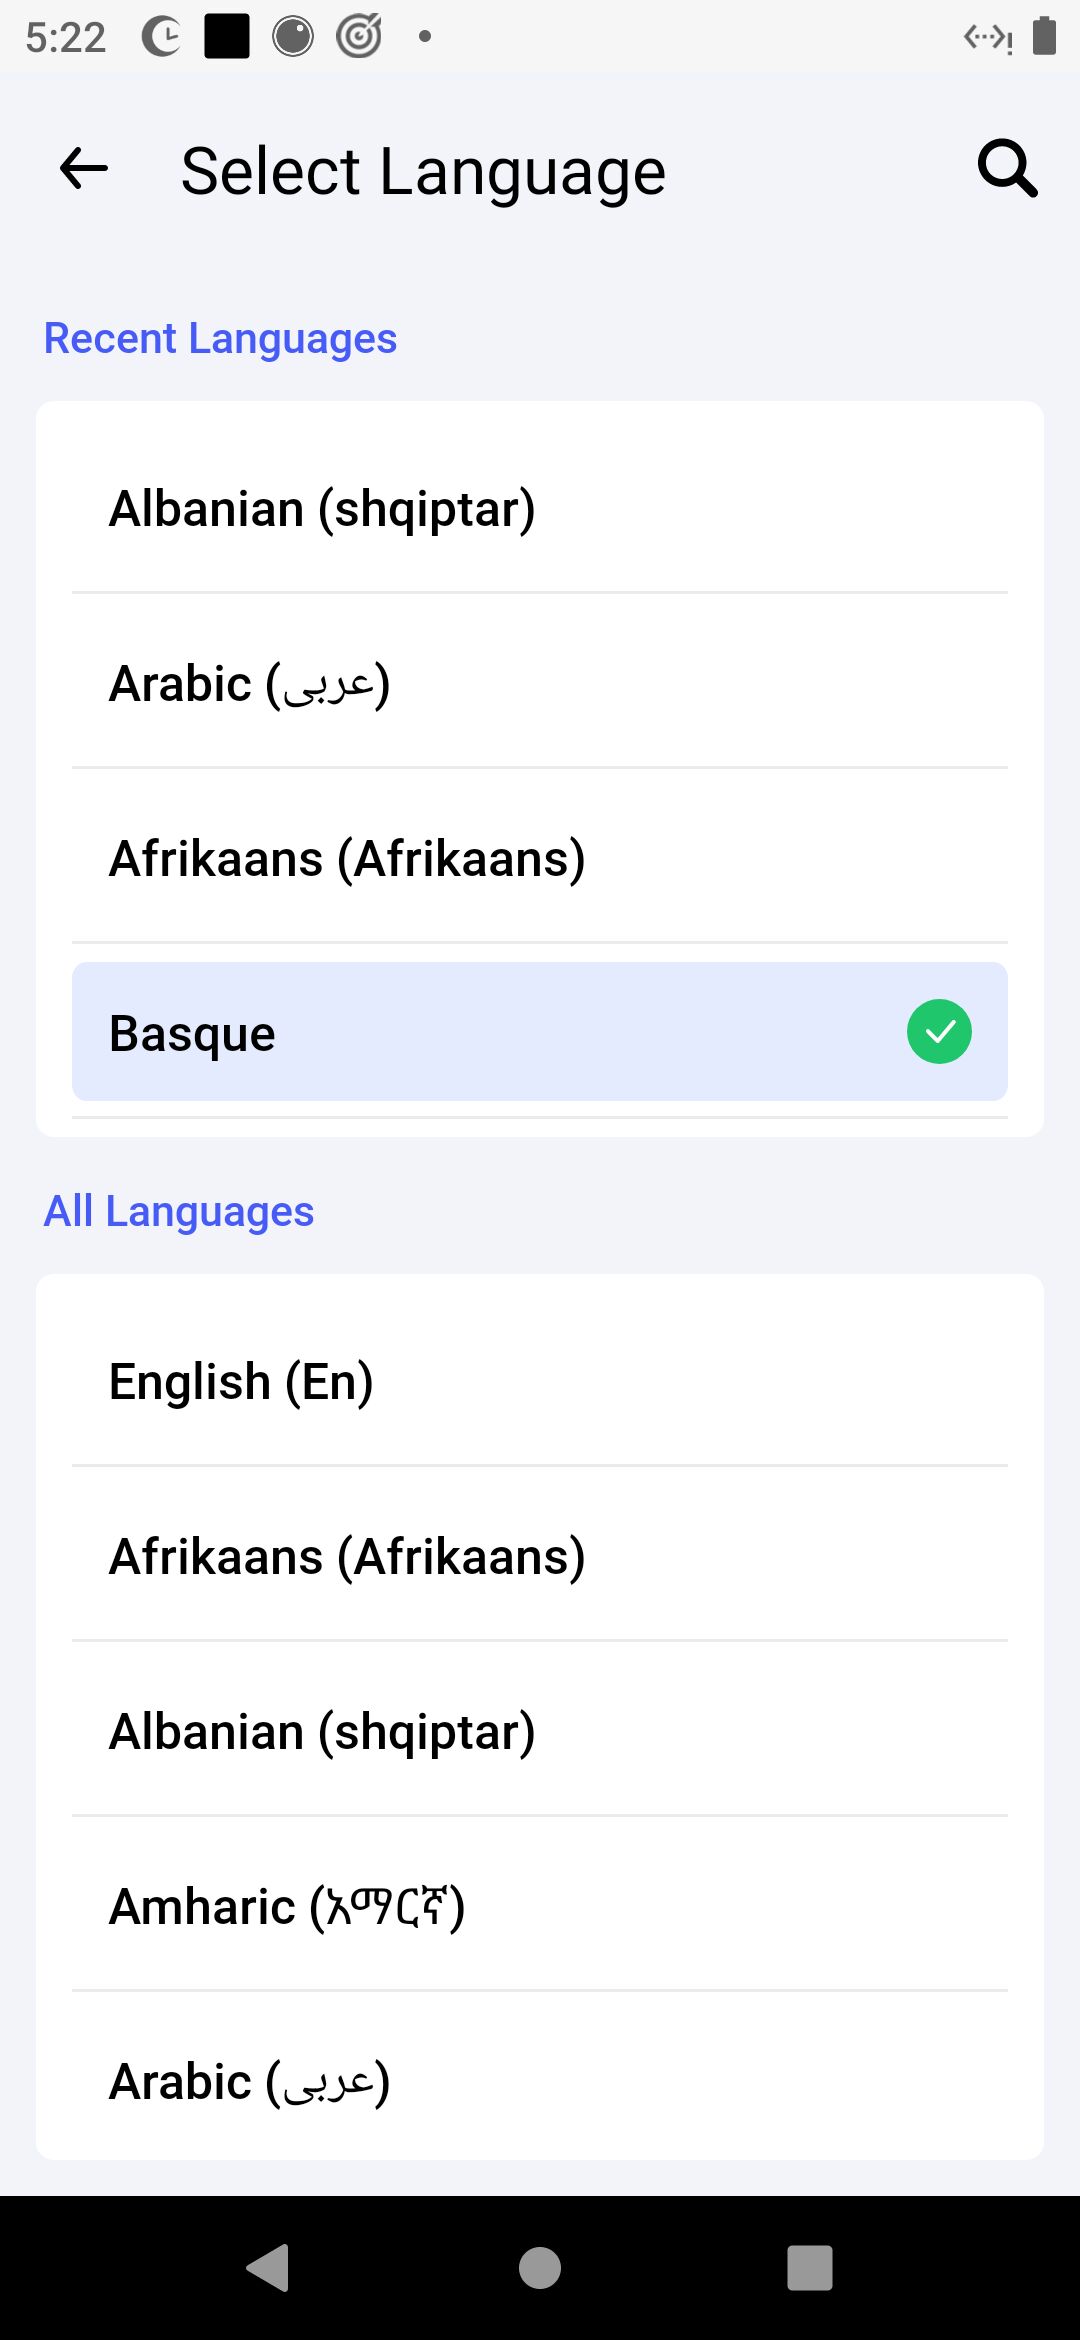 5:22
Select Language
Recent Languages
Albanian (shqiptar)
Arabic (عربى)
Afrikaans (Afrikaans)
Basque
All Languages
English (En)
Afrikaans (Afrikaans)
Albanian (shqiptar)
Amharic (አማርኛ)
Arabic (عربى)